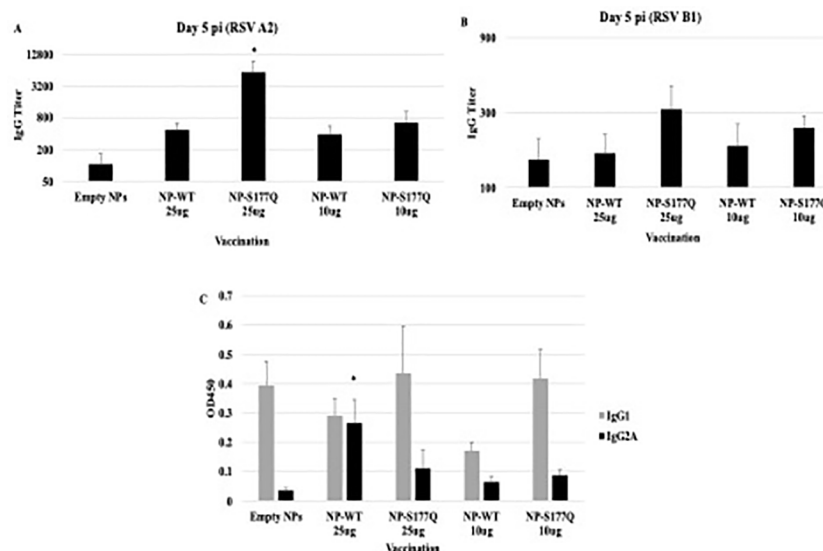 A
Day 5 pi (RSV A2)
*
12800
3200
800
200
50
IgG Titer
Empty NPs
NP-WT
25ug
NP-S177Q
25ug
NP-WT
10ug
NP-S177Q
10ug
Vaccination
B
Day 5 pi (RSV B1)
900
300
100
IgG Titer
Empty NPs
NP-WT
25ug
NP-S177Q
25ug
NP-WT
10ug
NP-S177Q
10ug
Vaccination
C
0.7
0.6
0.5
0.4
0.3
0.2
0.1
0
OD450
*
IgG1
IgG2A
Empty NPs
NP-WT
25ug
NP-S177Q
25ug
NP-WT
10ug
NP-S177Q
10ug
Vaccination